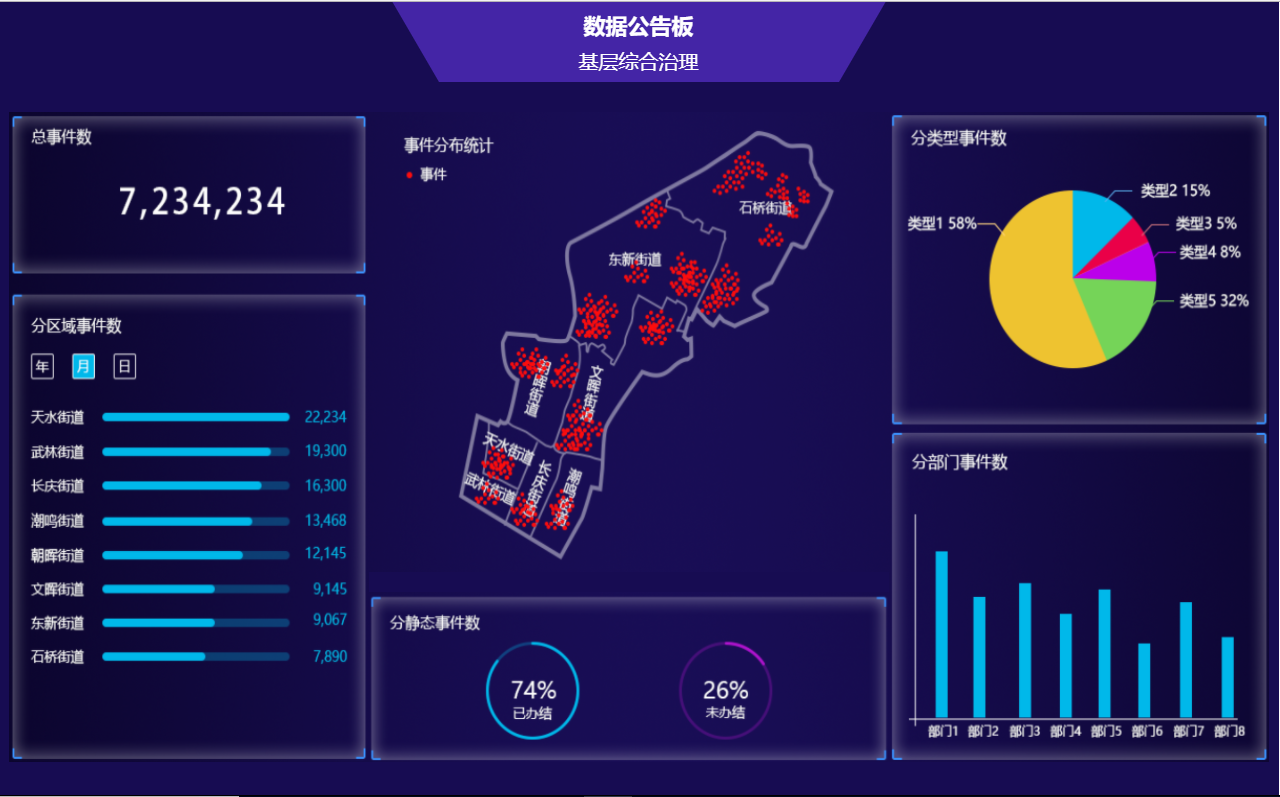 数据公告板
基层综合治理
总事件数
7,234,234
分区域事件数
年 月 日
天水街道 22,234
武林街道 19,300
长庆街道 16,300
潮鸣街道 13,468
朝晖街道 12,145
文晖街道 9,145
东新街道 9,067
石桥街道 7,890
事件分布统计
事件
石桥街道
东新街道
朝晖街道
文晖街道
天水街道
武林街道
长庆街道
潮鸣街道
分静态事件数
74%
已办结
26%
未办结
分类型事件数
类型2 15%
类型1 58%
类型3 5%
类型4 8%
类型5 32%
分部门事件数
部门1 部门2 部门3 部门4 部门5 部门6 部门7 部门8